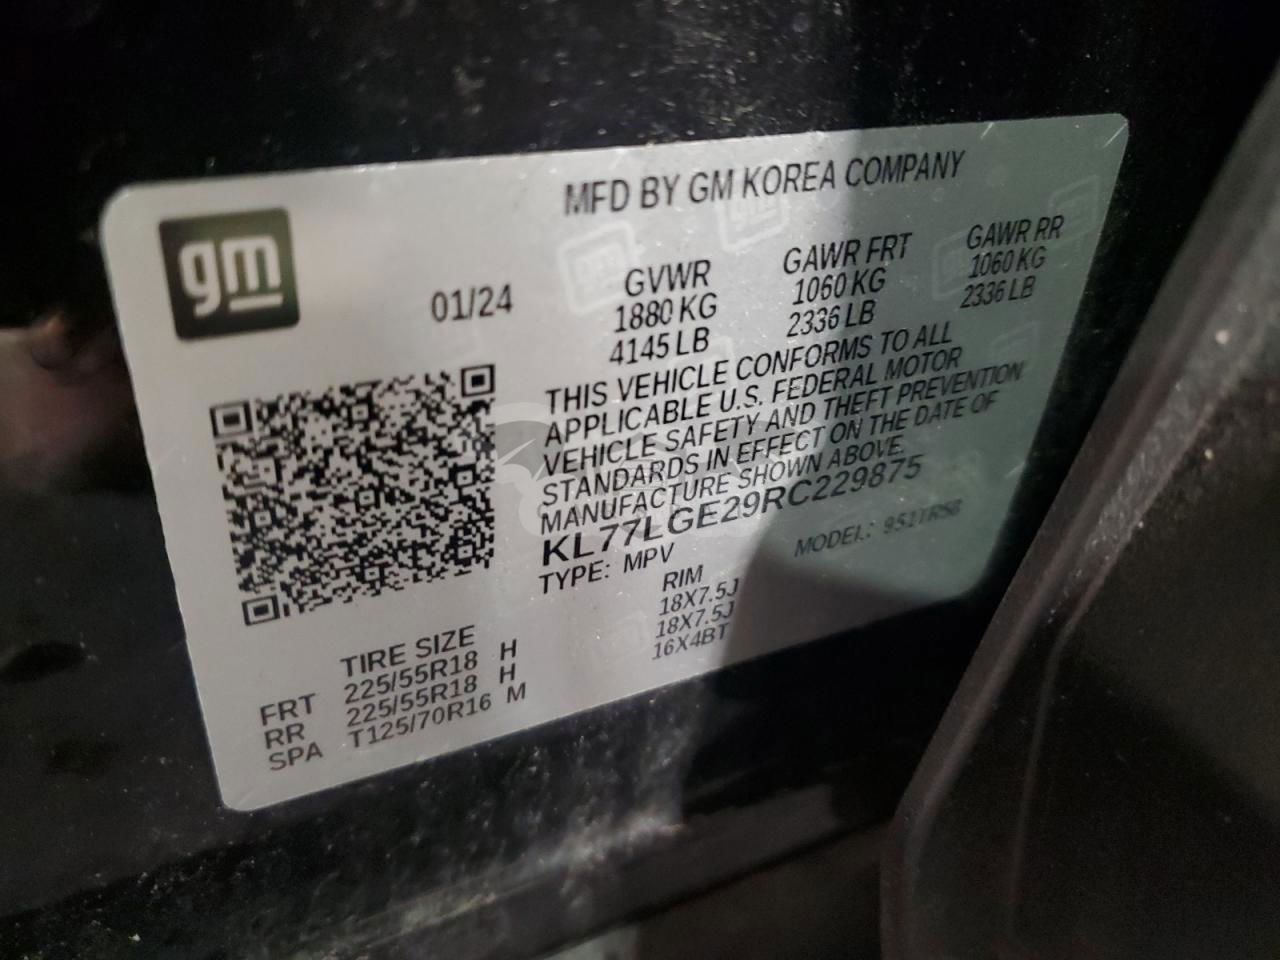 gm
MFD BY GM KOREA COMPANY
01/24
GVWR GAWR FRT GAWR RR
1880 KG 1060 KG 1060 KG
4145 LB 2336 LB 2336 LB
THIS VEHICLE CONFORMS TO ALL
APPLICABLE U.S. FEDERAL MOTOR
VEHICLE SAFETY AND THEFT PREVENTION
STANDARDS IN EFFECT ON THE DATE OF
MANUFACTURE SHOWN ABOVE.
KL77LGE29RC229875
TYPE: MPV MODEL:
TIRE SIZE RIM
FRT 225/55R18 H 18X7.5J
RR 225/55R18 H 18X7.5J
SPA T125/70R16 M 16X4BT